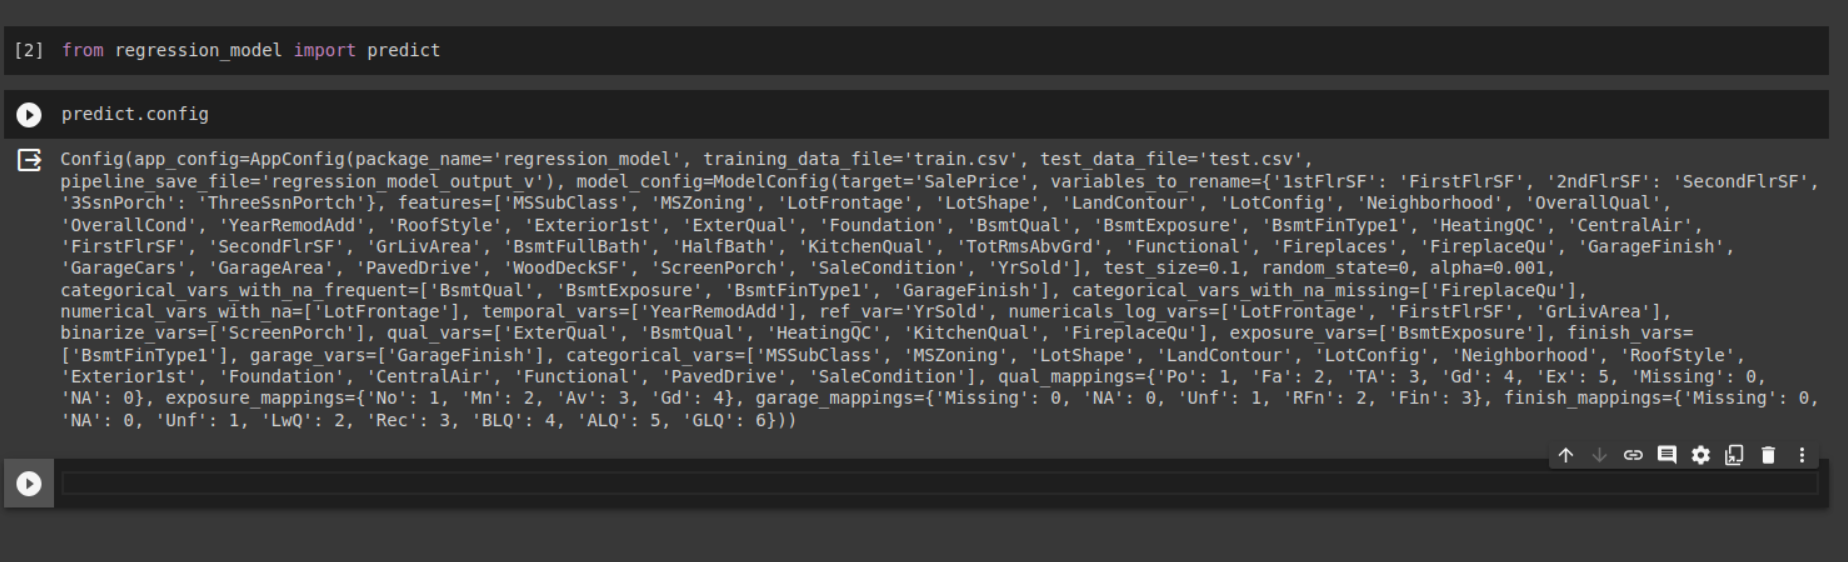 [2] from regression_model import predict
predict.config
Config(app_config=AppConfig(package_name='regression_model', training_data_file='train.csv', test_data_file='test.csv',
pipeline_save_file='regression_model_output_v'), model_config=ModelConfig(target='SalePrice', variables_to_rename={'1stFlrSF': 'FirstFlrSF', '2ndFlrSF': 'SecondFlrSF',
'3SsnPorch': 'ThreeSsnPortch'}, features=['MSSubClass', 'MSZoning', 'LotFrontage', 'LotShape', 'LandContour', 'LotConfig', 'Neighborhood', 'OverallQual',
'OverallCond', 'YearRemodAdd', 'RoofStyle', 'Exterior1st', 'ExterQual', 'Foundation', 'BsmtQual', 'BsmtExposure', 'BsmtFinType1', 'HeatingQC', 'CentralAir',
'FirstFlrSF', 'SecondFlrSF', 'GrLivArea', 'BsmtFullBath', 'HalfBath', 'KitchenQual', 'TotRmsAbvGrd', 'Functional', 'Fireplaces', 'FireplaceQu', 'GarageFinish',
'GarageCars', 'GarageArea', 'PavedDrive', 'WoodDeckSF', 'ScreenPorch', 'SaleCondition', 'YrSold'], test_size=0.1, random_state=0, alpha=0.001,
categorical_vars_with_na_frequent=['BsmtQual', 'BsmtExposure', 'BsmtFinType1', 'GarageFinish'], categorical_vars_with_na_missing=['FireplaceQu'],
numerical_vars_with_na=['LotFrontage'], temporal_vars=['YearRemodAdd'], ref_var='YrSold', numericals_log_vars=['LotFrontage', 'FirstFlrSF', 'GrLivArea'],
binarize_vars=['ScreenPorch'], qual_vars=['ExterQual', 'BsmtQual', 'HeatingQC', 'KitchenQual', 'FireplaceQu'], exposure_vars=['BsmtExposure'], finish_vars=
['BsmtFinType1'], garage_vars=['GarageFinish'], categorical_vars=['MSSubClass', 'MSZoning', 'LotShape', 'LandContour', 'LotConfig', 'Neighborhood', 'RoofStyle',
'Exterior1st', 'Foundation', 'CentralAir', 'Functional', 'PavedDrive', 'SaleCondition'], qual_mappings={'Po': 1, 'Fa': 2, 'TA': 3, 'Gd': 4, 'Ex': 5, 'Missing': 0,
'NA': 0}, exposure_mappings={'No': 1, 'Mn': 2, 'Av': 3, 'Gd': 4}, garage_mappings={'Missing': 0, 'NA': 0, 'Unf': 1, 'RFn': 2, 'Fin': 3}, finish_mappings={'Missing': 0,
'NA': 0, 'Unf': 1, 'LwQ': 2, 'Rec': 3, 'BLQ': 4, 'ALQ': 5, 'GLQ': 6}))